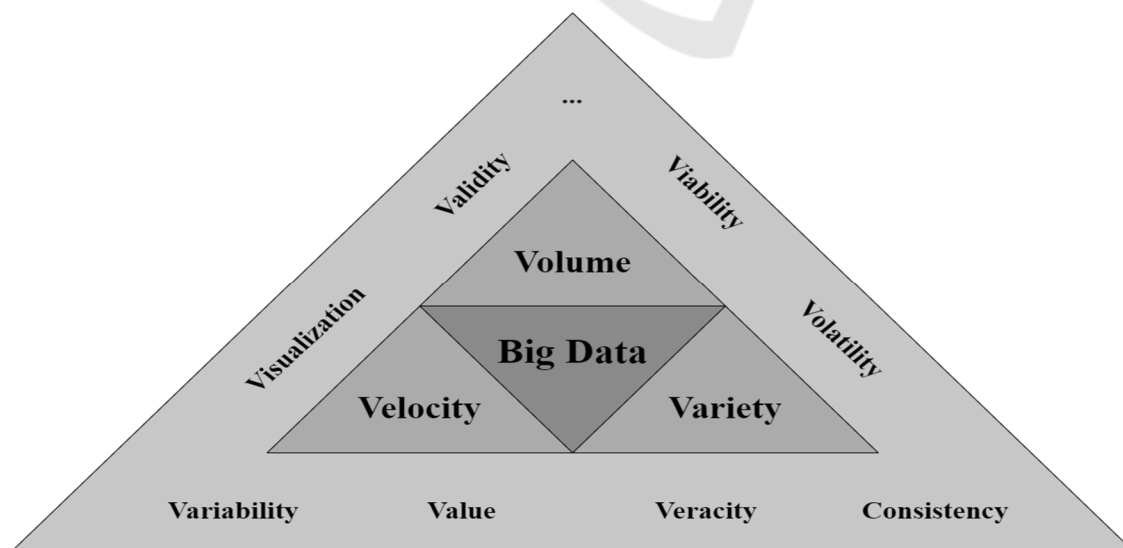 ...
Validity
Viability
Volume
Visualization
Volatility
Big Data
Velocity
Variety
Variability
Value
Veracity
Consistency